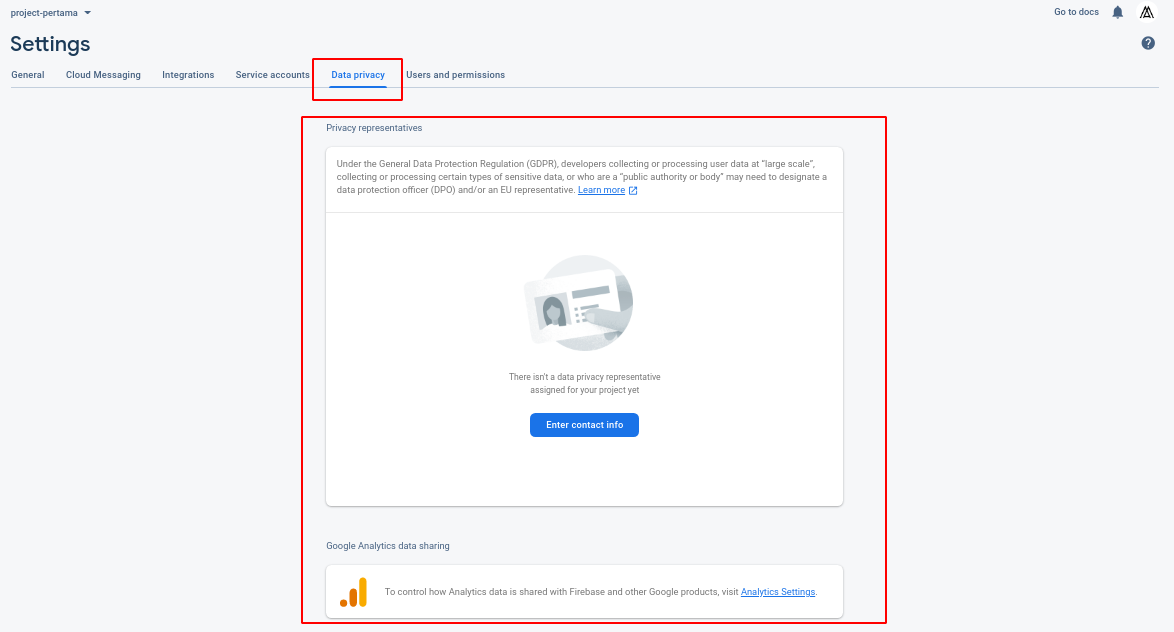 project-pertama
Go to docs
Settings
General Cloud Messaging Integrations Service accounts Data privacy Users and permissions
Privacy representatives
Under the General Data Protection Regulation (GDPR), developers collecting or processing user data at “large scale”,
collecting or processing certain types of sensitive data, or who are a “public authority or body” may need to designate a
data protection officer (DPO) and/or an EU representative. Learn more
There isn't a data privacy representative
assigned for your project yet
Enter contact info
Google Analytics data sharing
To control how Analytics data is shared with Firebase and other Google products, visit Analytics Settings.